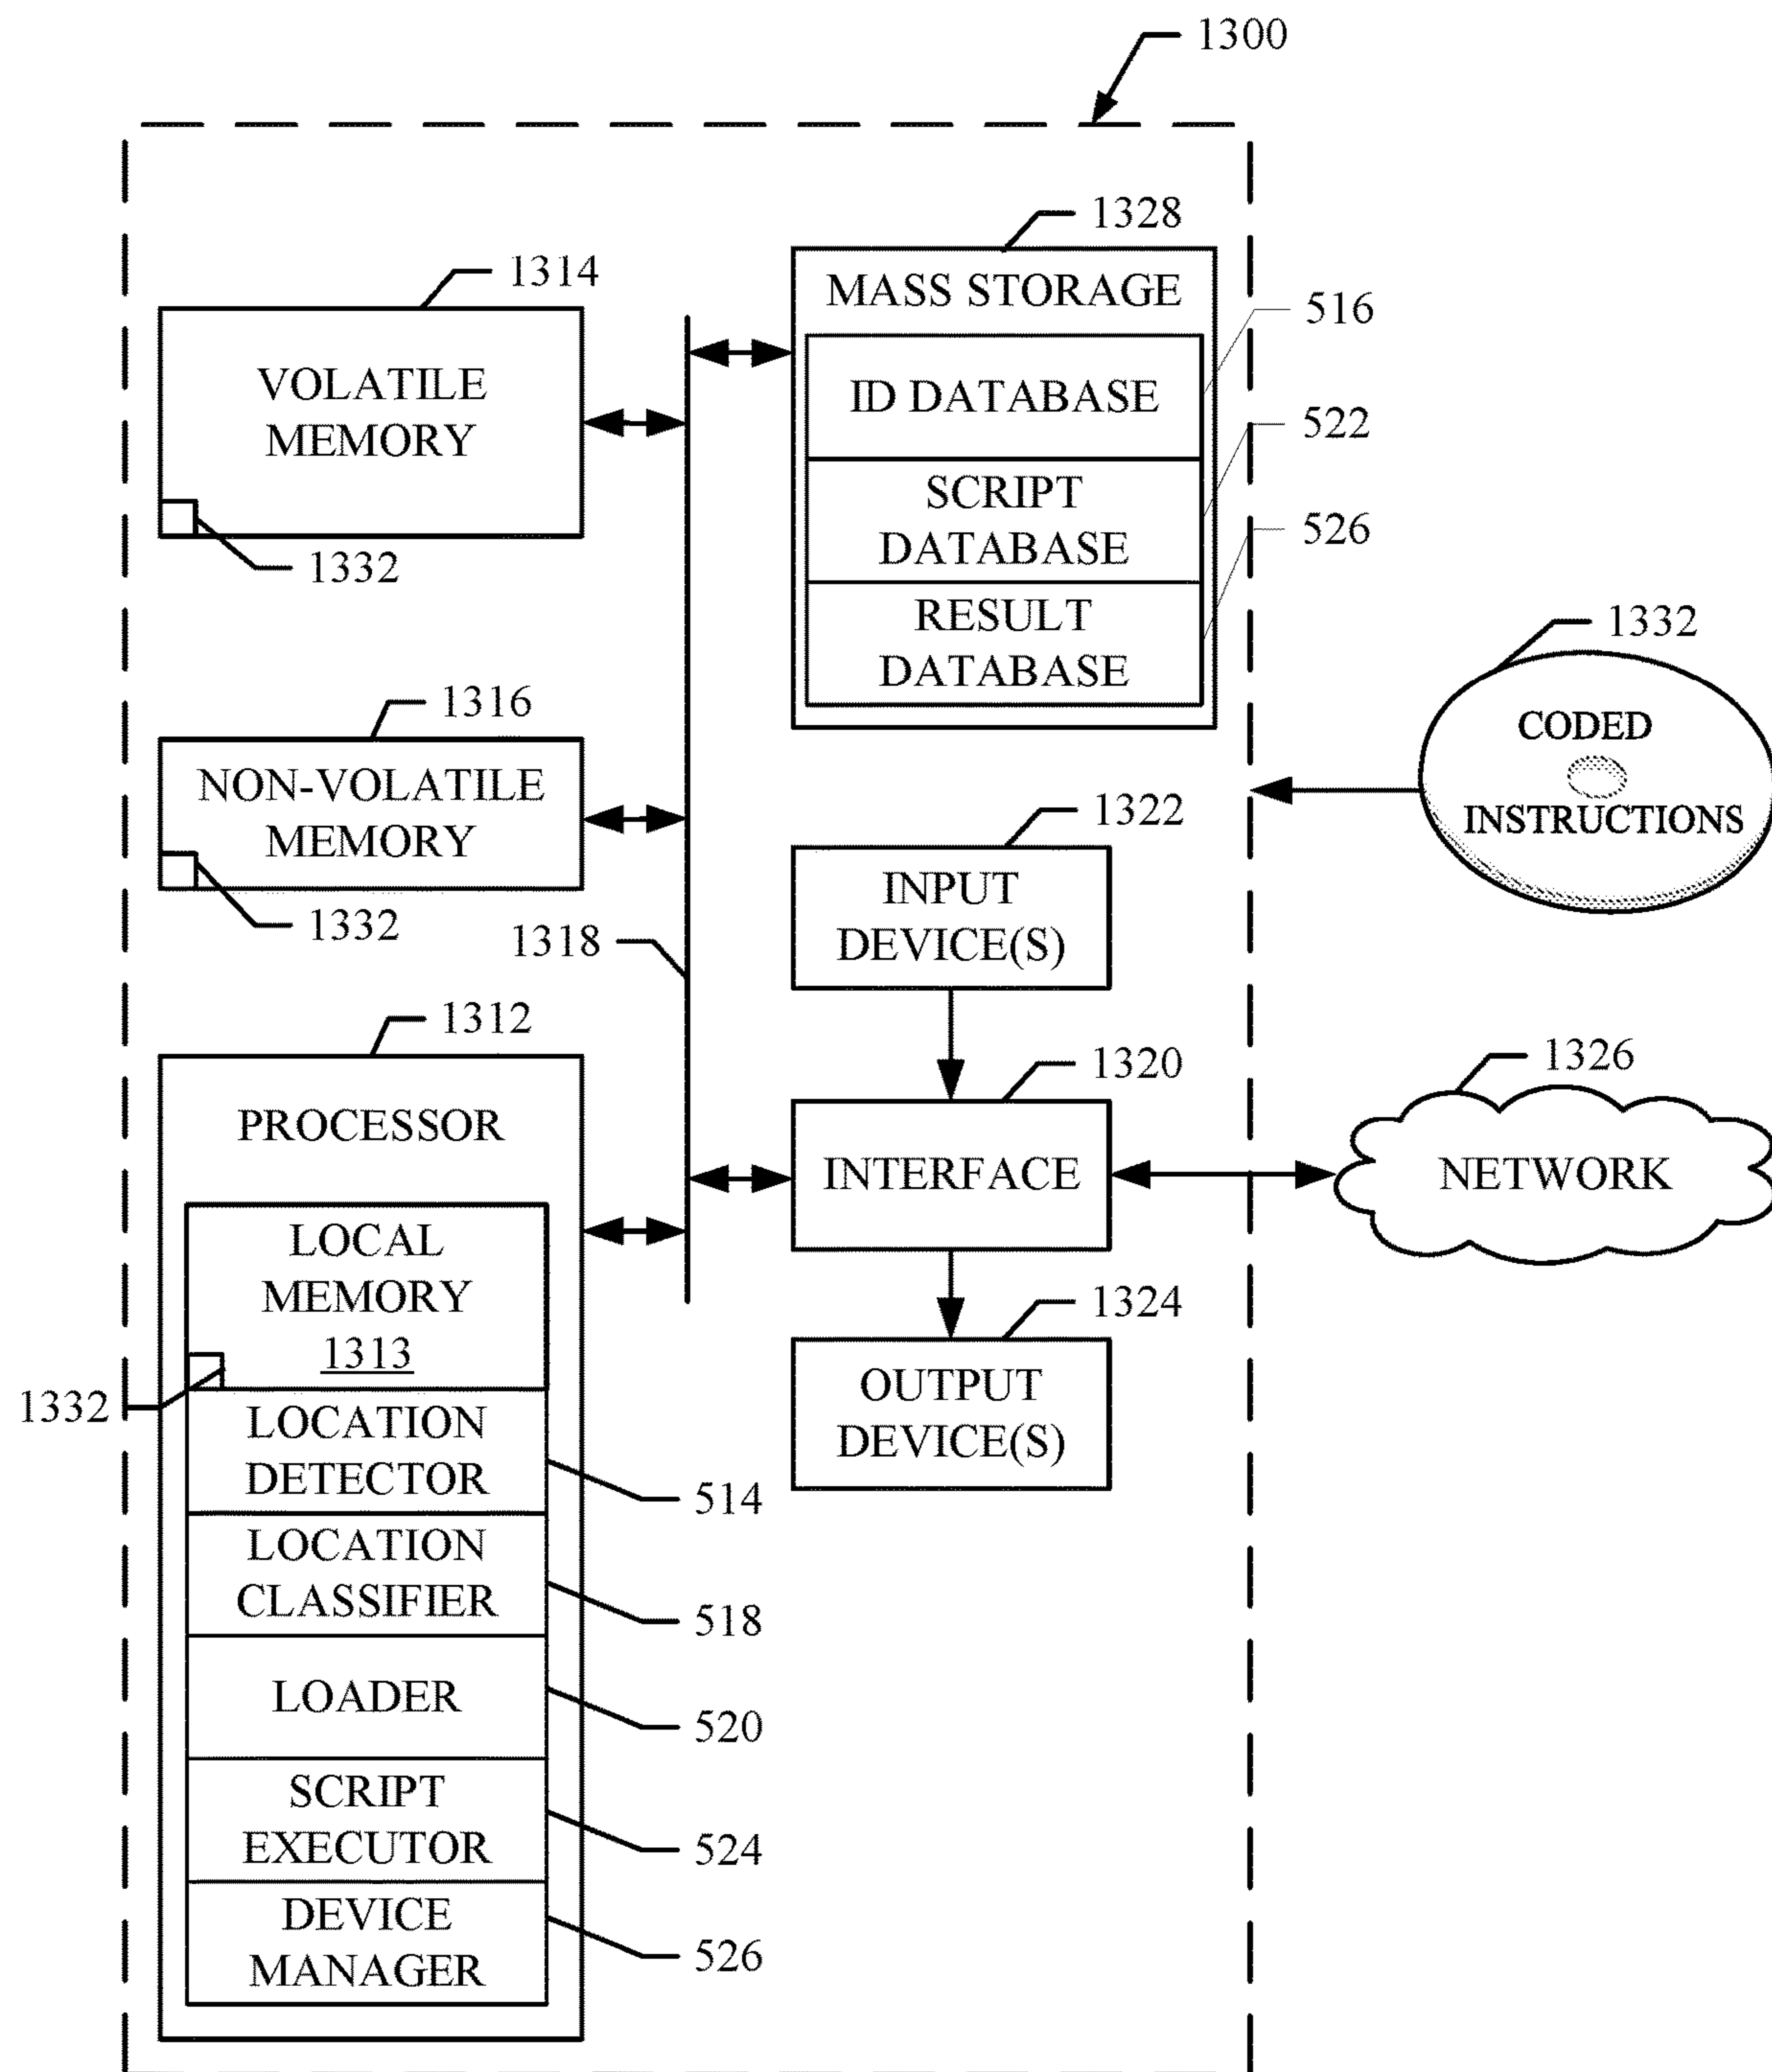 1300
1328
MASS STORAGE
516
ID DATABASE
522
SCRIPT
DATABASE
526
RESULT
DATABASE
1314
VOLATILE
MEMORY
1332
1316
NON-VOLATILE
MEMORY
1332
1318
1332
CODED
INSTRUCTIONS
1322
INPUT
DEVICE(S)
1320
INTERFACE
1326
NETWORK
1324
OUTPUT
DEVICE(S)
1312
PROCESSOR
LOCAL
MEMORY
1313
1332
LOCATION
DETECTOR
514
LOCATION
CLASSIFIER
518
LOADER
520
SCRIPT
EXECUTOR
524
DEVICE
MANAGER
526